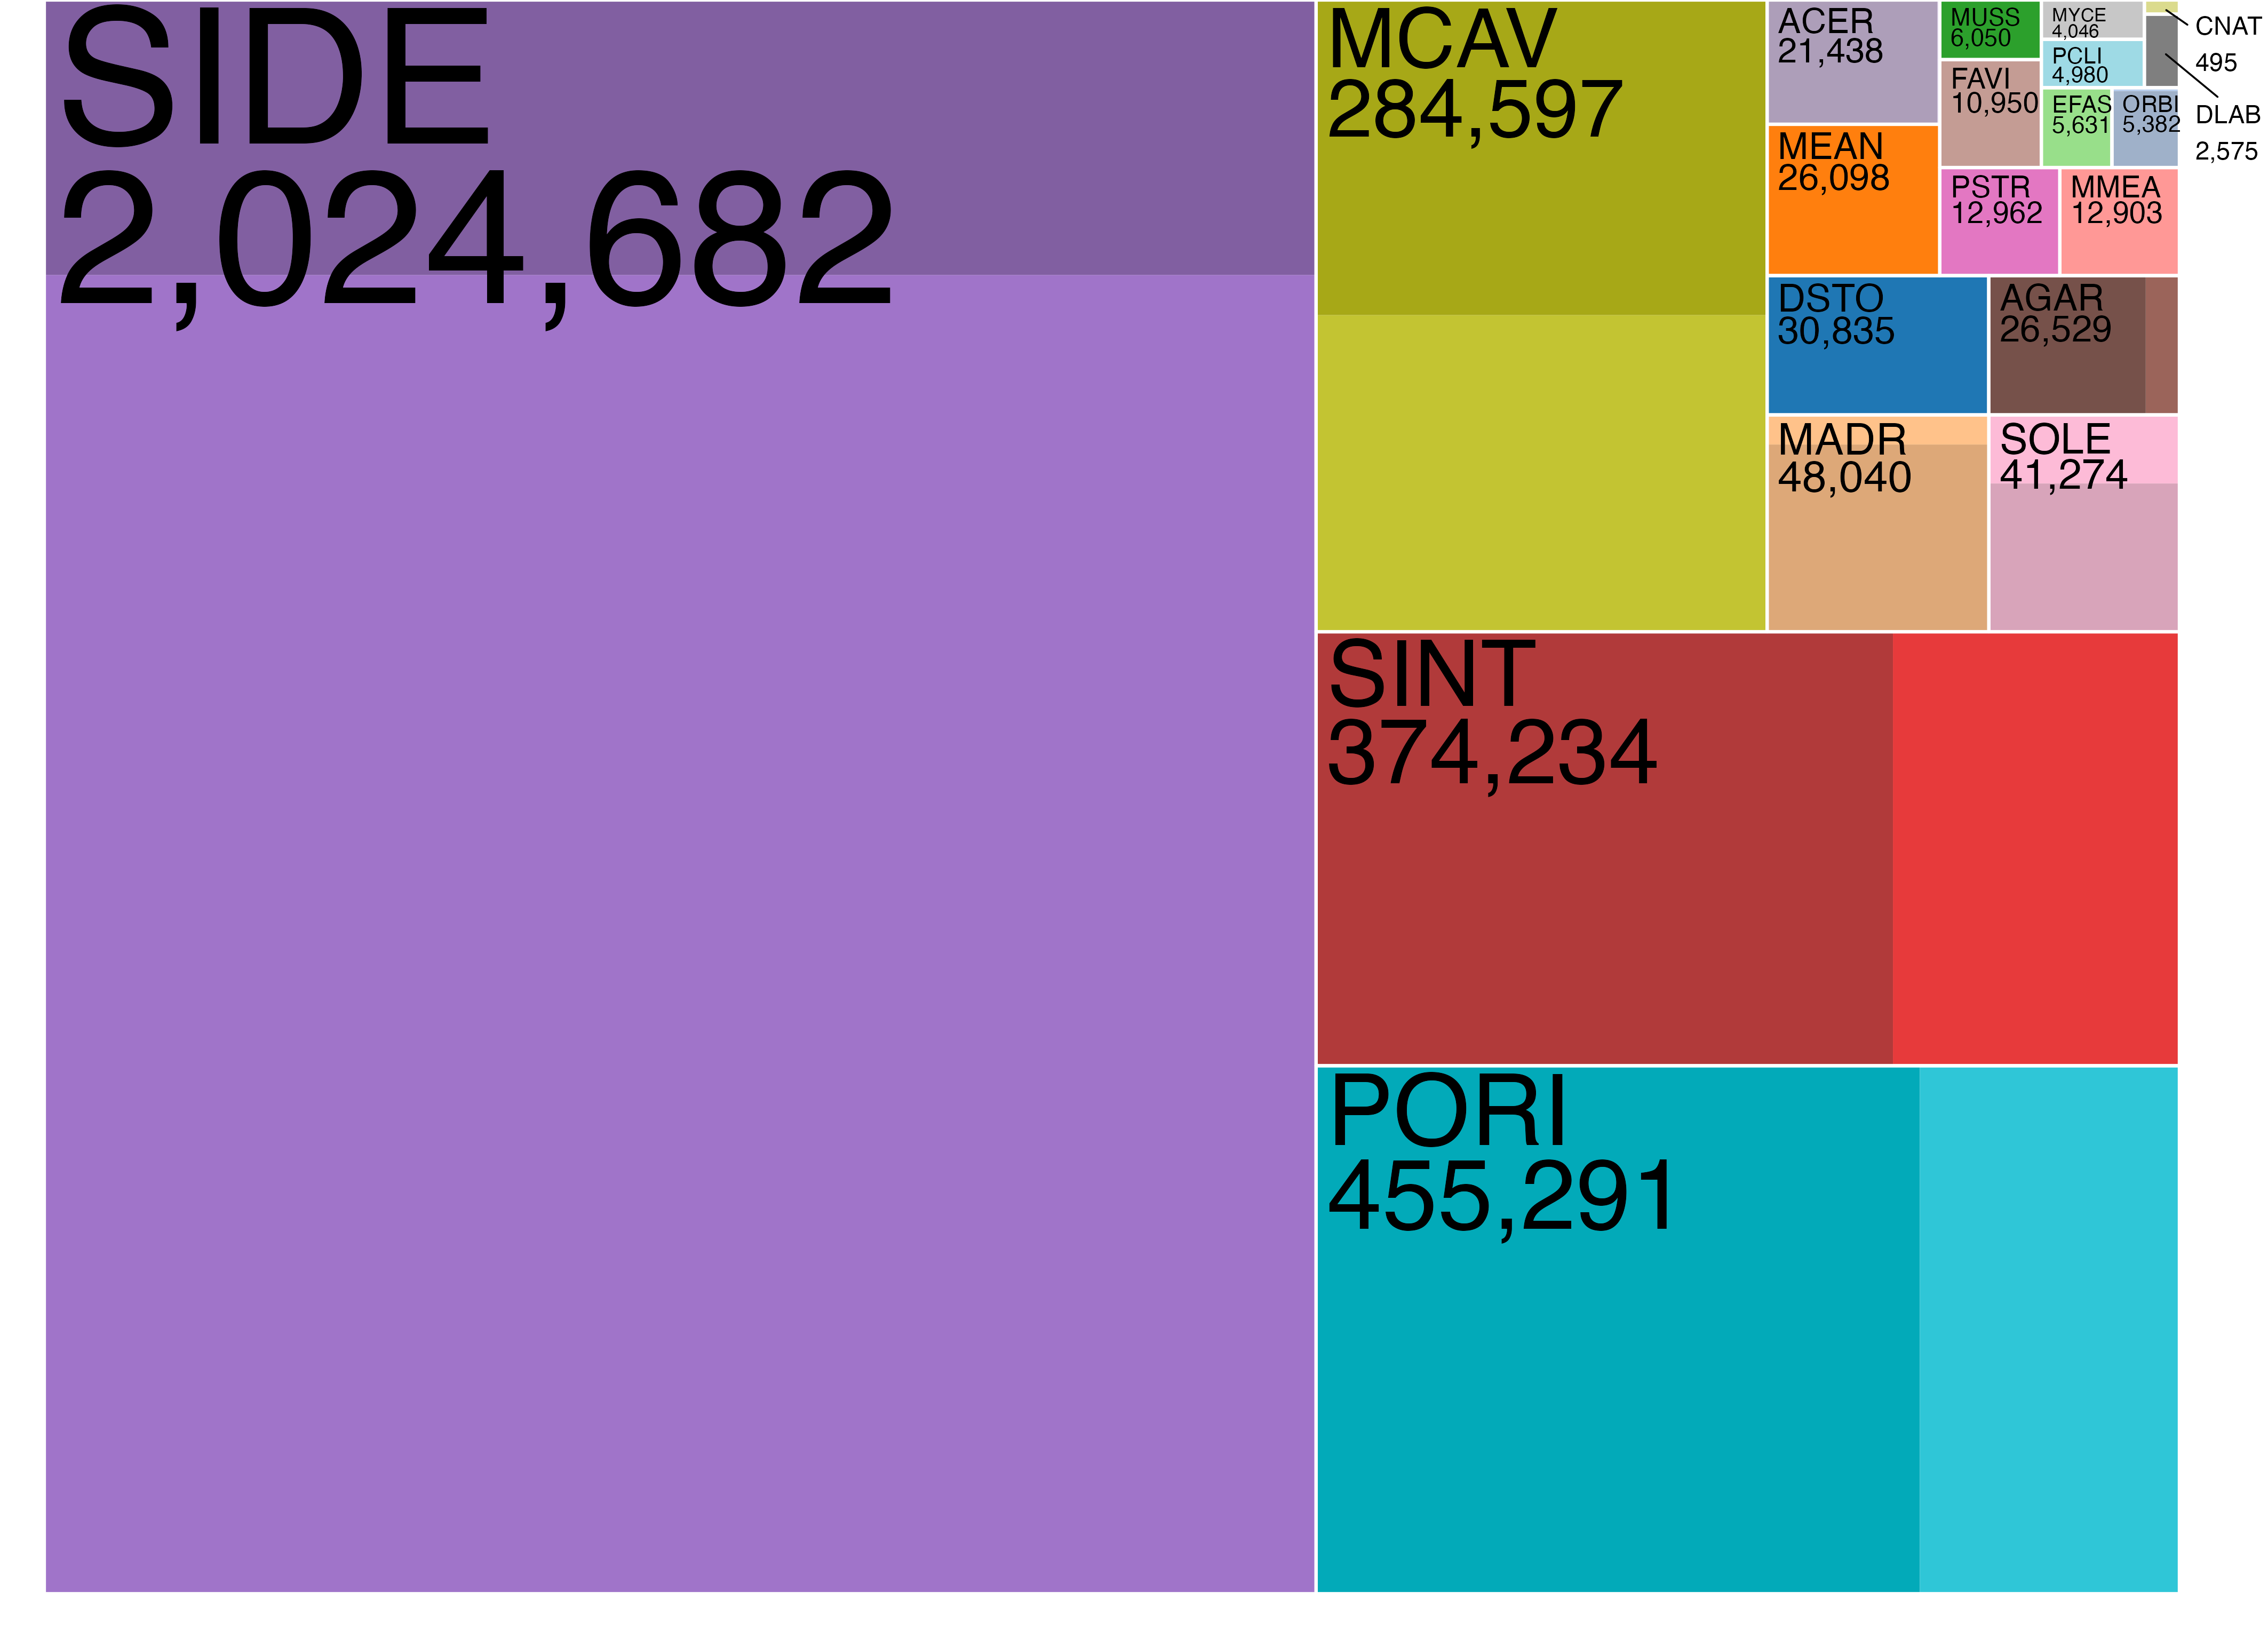 SIDE
2,024,682
MCAV
284,597
ACER
21,438
MUSS
6,050
MYCE
4,046
CNAT
495
PCLI
4,980
FAVI
10,950
EFAS
5,631
ORBI
5,382
DLAB
2,575
MEAN
26,098
PSTR
12,962
MMEA
12,903
DSTO
30,835
AGAR
26,529
MADR
48,040
SOLE
41,274
SINT
374,234
PORI
455,291